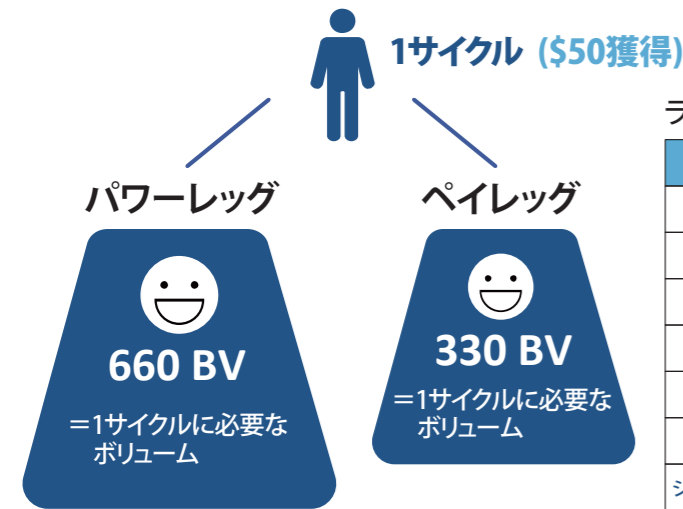 1サイクル ($50獲得)
パワーレッグ
ペイレッグ
660 BV
=1サイクルに必要な
ボリューム
330 BV
=1サイクルに必要な
ボリューム